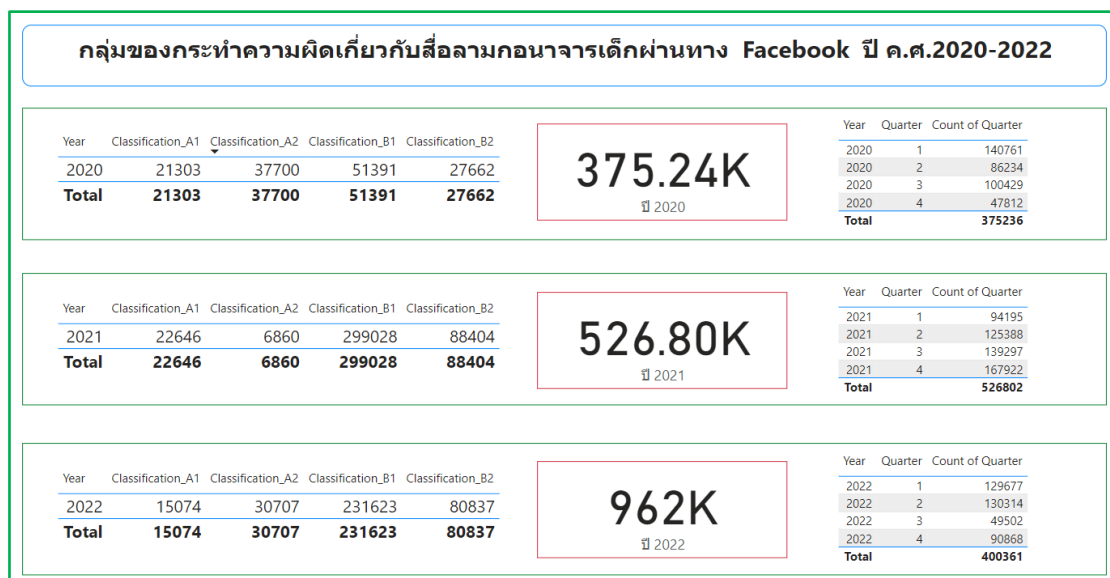 กลุ่มของกระทำความผิดเกี่ยวกับสื่อลามกอนาจารเด็กผ่านทาง Facebook ปี ค.ศ.2020-2022
Year Classification_A1 Classification_A2 Classification_B1 Classification_B2
2020 21303 37700 51391 27662
Total 21303 37700 51391 27662
375.24K
ปี 2020
Year Quarter Count of Quarter
2020 1 140761
2020 2 86234
2020 3 100429
2020 4 47812
Total 375236
Year Classification_A1 Classification_A2 Classification_B1 Classification_B2
2021 22646 6860 299028 88404
Total 22646 6860 299028 88404
526.80K
ปี 2021
Year Quarter Count of Quarter
2021 1 94195
2021 2 125388
2021 3 139297
2021 4 167922
Total 526802
Year Classification_A1 Classification_A2 Classification_B1 Classification_B2
2022 15074 30707 231623 80837
Total 15074 30707 231623 80837
962K
ปี 2022
Year Quarter Count of Quarter
2022 1 129677
2022 2 130314
2022 3 49502
2022 4 90868
Total 400361